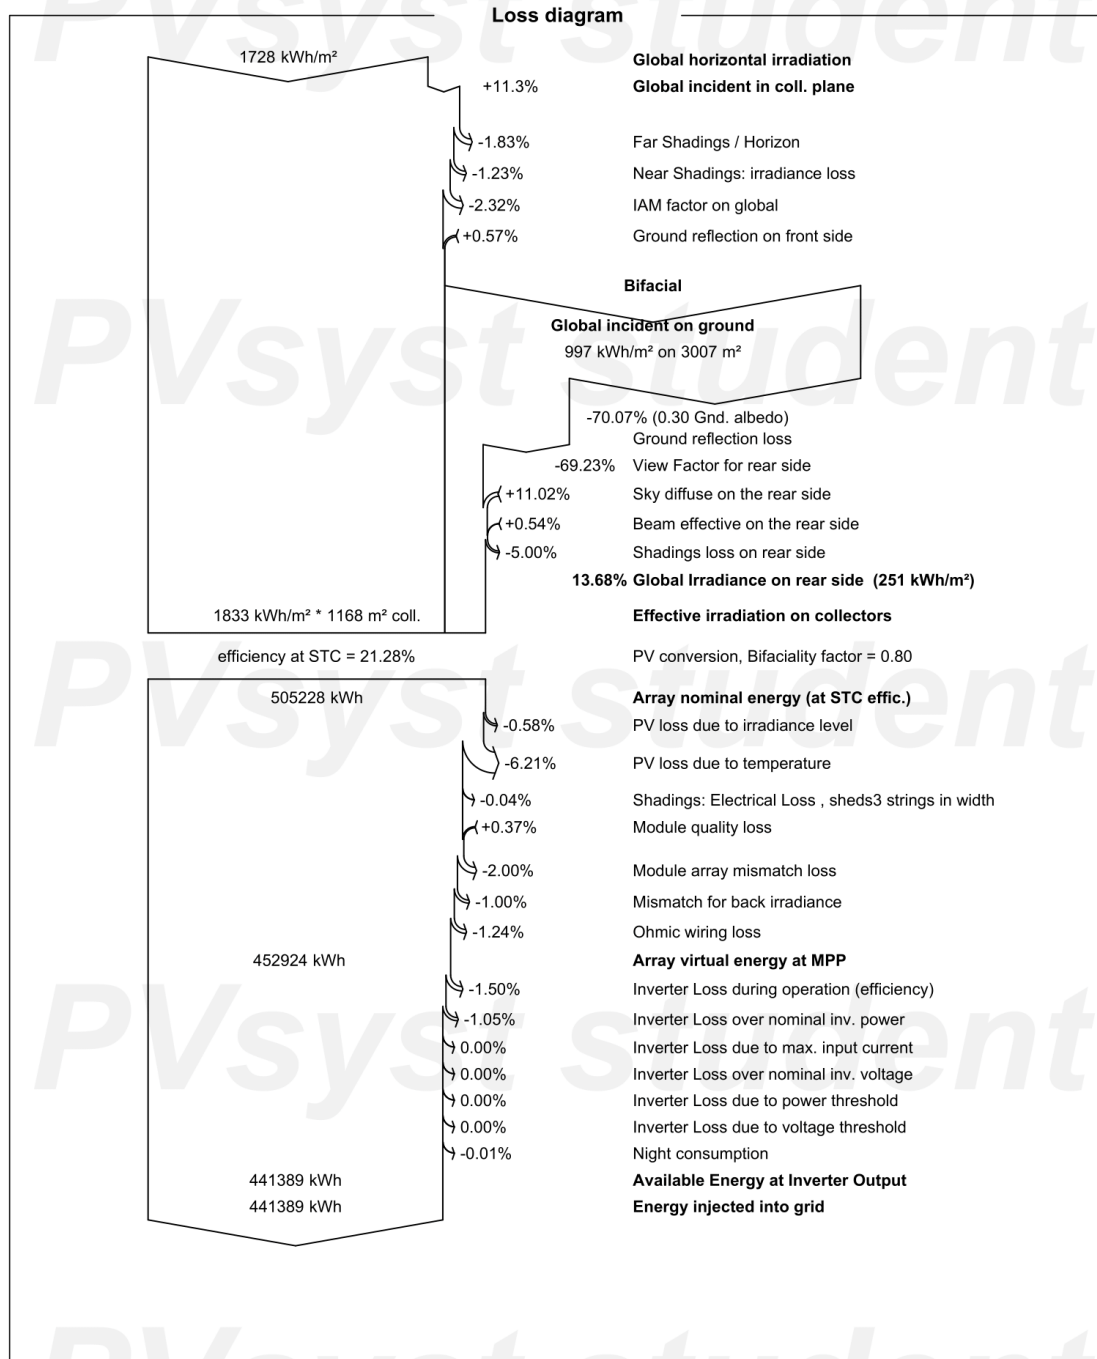 Loss diagram
1728 kWh/m² Global horizontal irradiation
+11.3% Global incident in coll. plane
-1.83% Far Shadings / Horizon
-1.23% Near Shadings: irradiance loss
-2.32% IAM factor on global
+0.57% Ground reflection on front side
Bifacial
Global incident on ground
997 kWh/m² on 3007 m²
-70.07% (0.30 Gnd. albedo)
Ground reflection loss
-69.23% View Factor for rear side
+11.02% Sky diffuse on the rear side
+0.54% Beam effective on the rear side
-5.00% Shadings loss on rear side
13.68% Global Irradiance on rear side (251 kWh/m²)
1833 kWh/m² * 1168 m² coll. Effective irradiation on collectors
efficiency at STC = 21.28% PV conversion, Bifaciality factor = 0.80
505228 kWh Array nominal energy (at STC effic.)
-0.58% PV loss due to irradiance level
-6.21% PV loss due to temperature
-0.04% Shadings: Electrical Loss , sheds3 strings in width
+0.37% Module quality loss
-2.00% Module array mismatch loss
-1.00% Mismatch for back irradiance
-1.24% Ohmic wiring loss
452924 kWh Array virtual energy at MPP
-1.50% Inverter Loss during operation (efficiency)
-1.05% Inverter Loss over nominal inv. power
0.00% Inverter Loss due to max. input current
0.00% Inverter Loss over nominal inv. voltage
0.00% Inverter Loss due to power threshold
0.00% Inverter Loss due to voltage threshold
-0.01% Night consumption
441389 kWh Available Energy at Inverter Output
441389 kWh Energy injected into grid
PVsyst student
PVsyst student
PVsyst student
PVsyst student
PVsyst student